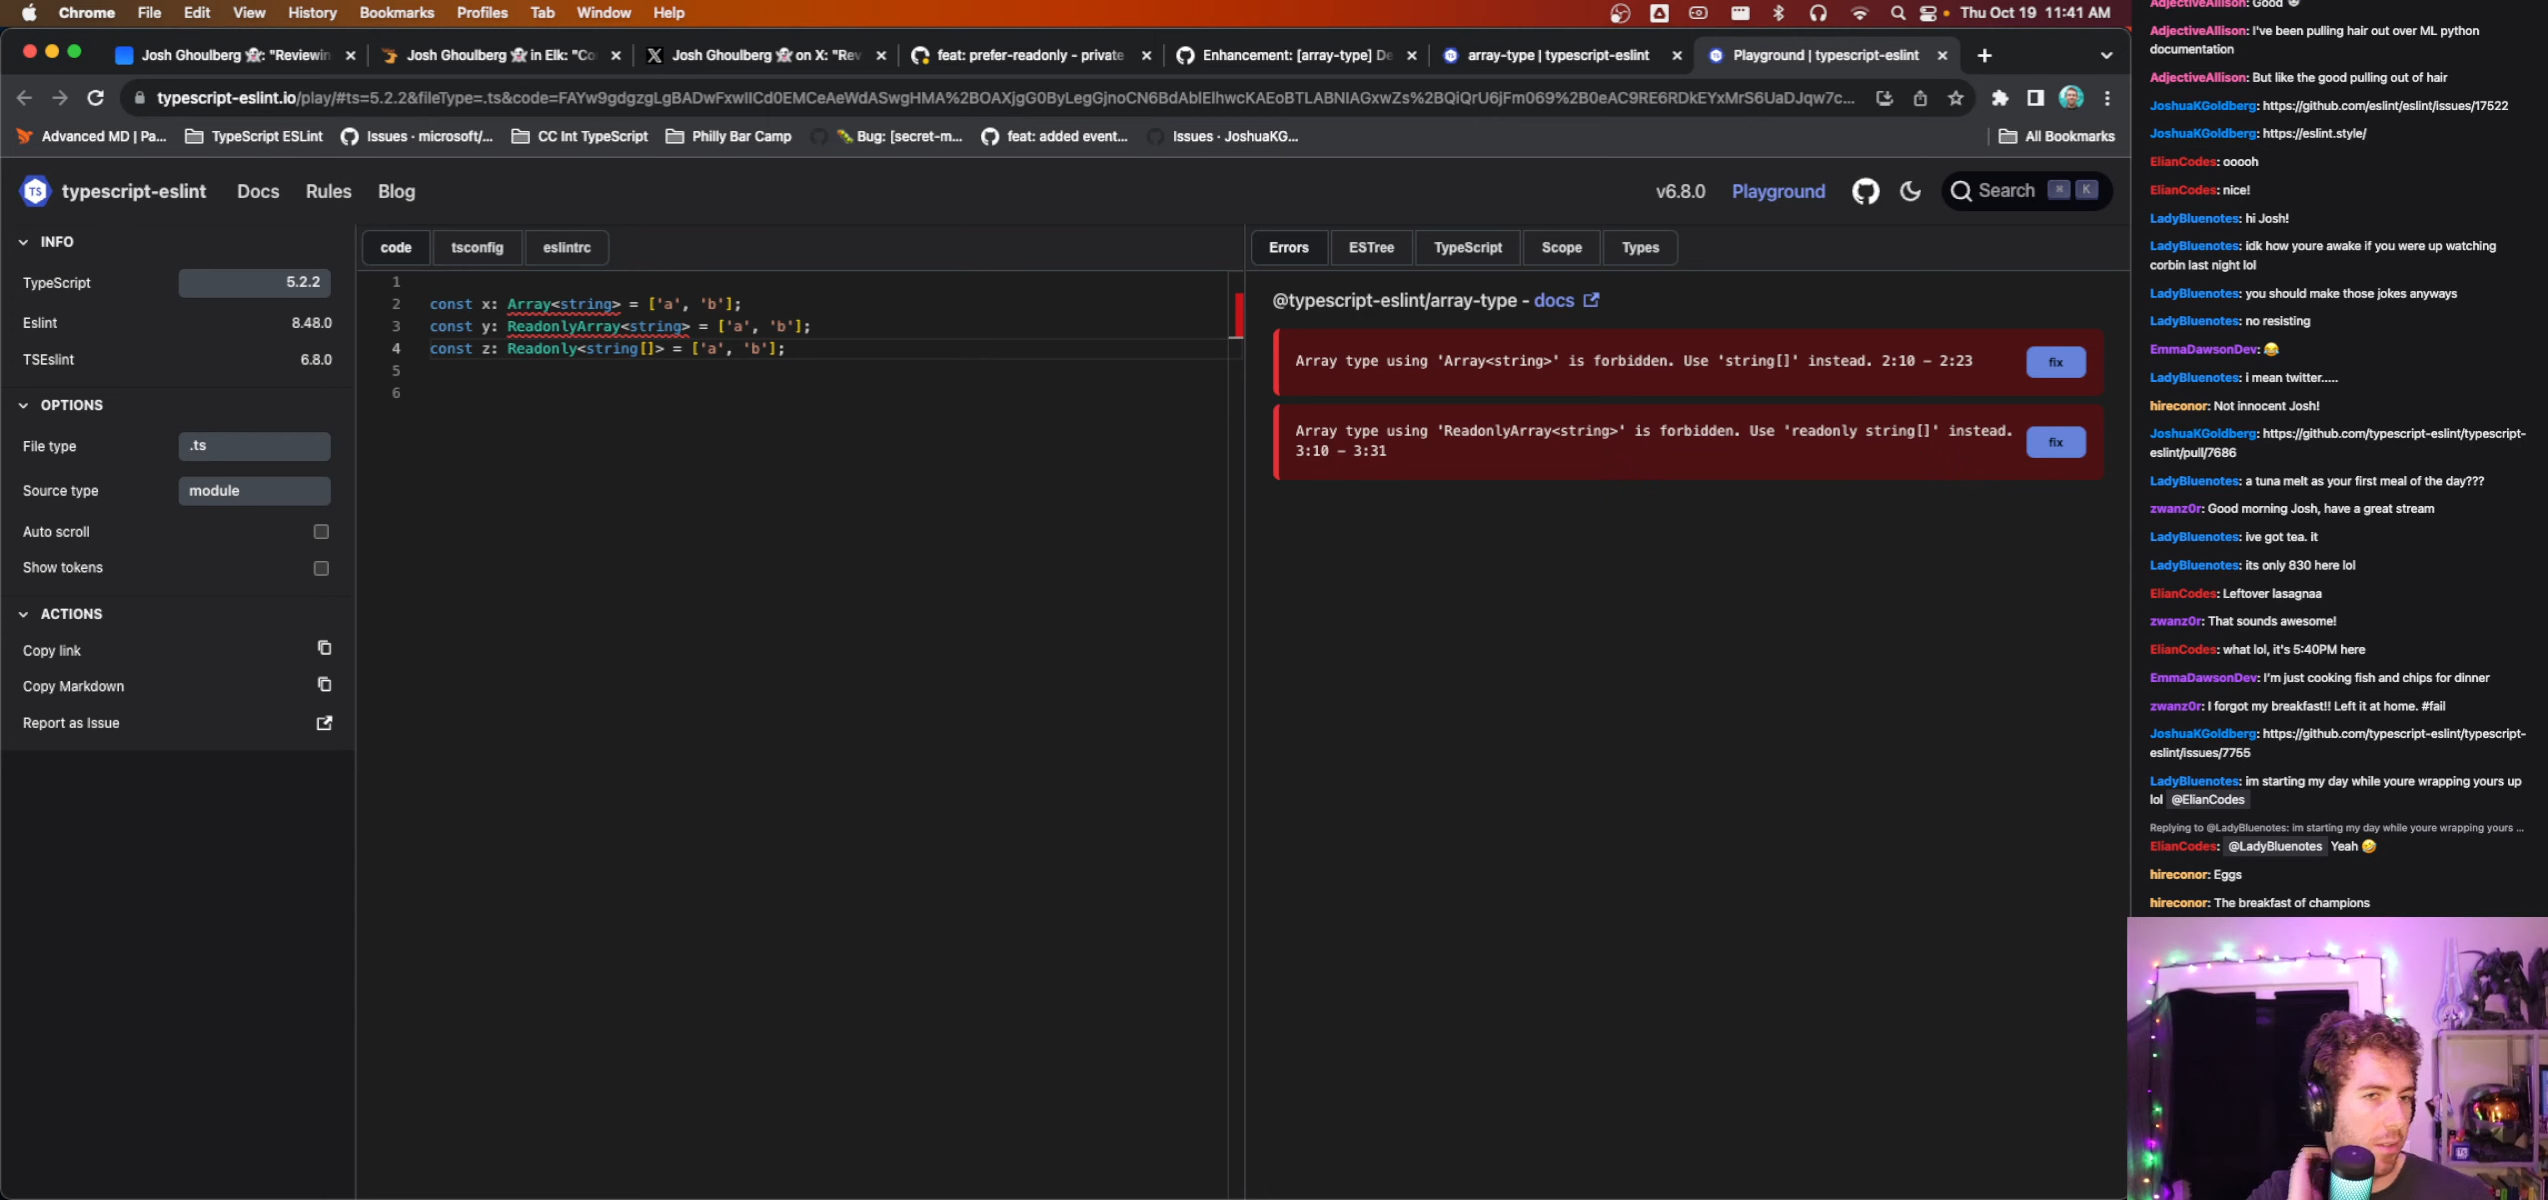 Chrome File Edit View History Bookmarks Profiles Tab Window Help
Thu Oct 19 11:41 AM
Josh Ghoulberg 👻: "Reviewin
Josh Ghoulberg 👻 in Elk: "Co
Josh Ghoulberg 👻 on X: "Rev
feat: prefer-readonly - private
Enhancement: [array-type] De
array-type | typescript-eslint
Playground | typescript-eslint
typescript-eslint.io/play/#ts=5.2.2&fileType=.ts&code=
Advanced MD | Pa...
TypeScript ESLint
Issues · microsoft/...
CC Int TypeScript
Philly Bar Camp
🐛 Bug: [secret-m...
feat: added event...
Issues · JoshuaKG...
All Bookmarks
TS typescript-eslint Docs Rules Blog
v6.8.0 Playground Search ⌘ K
INFO
TypeScript 5.2.2
Eslint 8.48.0
TSEslint 6.8.0
OPTIONS
File type .ts
Source type module
Auto scroll
Show tokens
ACTIONS
Copy link
Copy Markdown
Report as Issue
code tsconfig eslintrc
1
2 const x: Array<string> = ['a', 'b'];
3 const y: ReadonlyArray<string> = ['a', 'b'];
4 const z: Readonly<string[]> = ['a', 'b'];
5
6
Errors ESTree TypeScript Scope Types
@typescript-eslint/array-type - docs
Array type using 'Array<string>' is forbidden. Use 'string[]' instead. 2:10 - 2:23
fix
Array type using 'ReadonlyArray<string>' is forbidden. Use 'readonly string[]' instead.
3:10 - 3:31
fix
AdjectiveAllison: Good
AdjectiveAllison: I've been pulling hair out over ML python
documentation
AdjectiveAllison: But like the good pulling out of hair
JoshuaKGoldberg: https://github.com/eslint/eslint/issues/17522
JoshuaKGoldberg: https://eslint.style/
ElianCodes: ooooh
ElianCodes: nice!
LadyBluenotes: hi Josh!
LadyBluenotes: idk how youre awake if you were up watching
corbin last night lol
LadyBluenotes: you should make those jokes anyways
LadyBluenotes: no resisting
EmmaDawsonDev: 😂
LadyBluenotes: i mean twitter.....
hireconor: Not innocent Josh!
JoshuaKGoldberg: https://github.com/typescript-eslint/typescript-
eslint/pull/7686
LadyBluenotes: a tuna melt as your first meal of the day???
zwanz0r: Good morning Josh, have a great stream
LadyBluenotes: ive got tea. it
LadyBluenotes: its only 830 here lol
ElianCodes: Leftover lasagnaa
zwanz0r: That sounds awesome!
ElianCodes: what lol, it's 5:40PM here
EmmaDawsonDev: I'm just cooking fish and chips for dinner
zwanz0r: I forgot my breakfast!! Left it at home. #fail
JoshuaKGoldberg: https://github.com/typescript-eslint/typescript-
eslint/issues/7755
LadyBluenotes: im starting my day while youre wrapping yours up
lol @ElianCodes
Replying to @LadyBluenotes: im starting my day while youre wrapping yours ...
ElianCodes: @LadyBluenotes Yeah 🤣
hireconor: Eggs
hireconor: The breakfast of champions